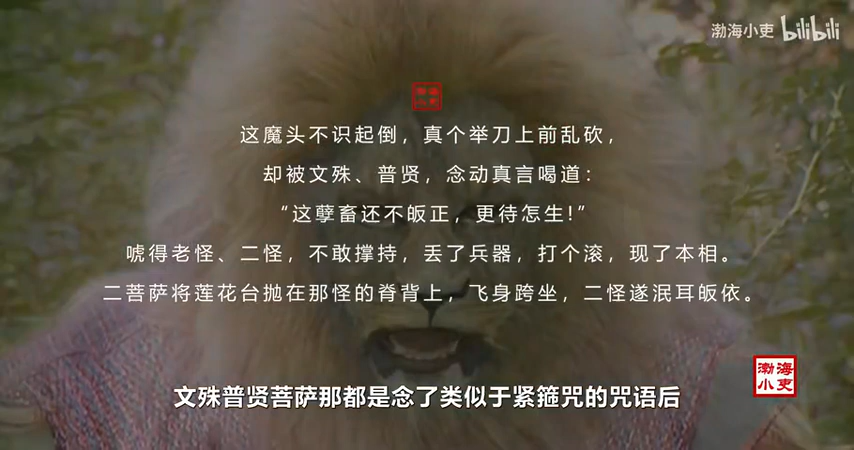 渤海小吏 bilibili
渤海小吏
这魔头不识起倒，真个举刀上前乱砍，
却被文殊、普贤，念动真言喝道：
“这孽畜还不皈正，更待怎生！”
唬得老怪、二怪，不敢撑持，丢了兵器，打个滚，现了本相。
二菩萨将莲花台抛在那怪的脊背上，飞身跨坐，二怪遂泯耳皈依。
渤海
小吏
文殊普贤菩萨那都是念了类似于紧箍咒的咒语后